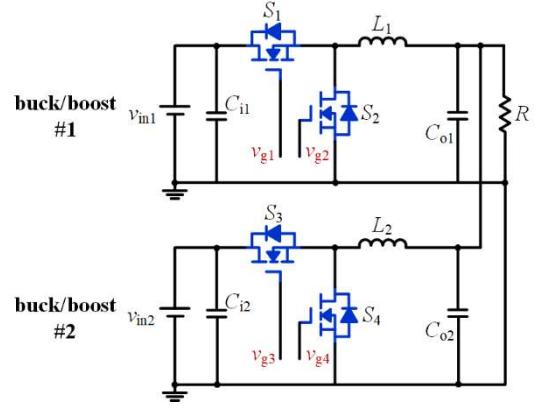 S1
L1
buck/boost
#1
vin1
Ci1
S2
Co1
R
vg1
vg2
S3
L2
buck/boost
#2
vin2
Ci2
S4
Co2
vg3
vg4